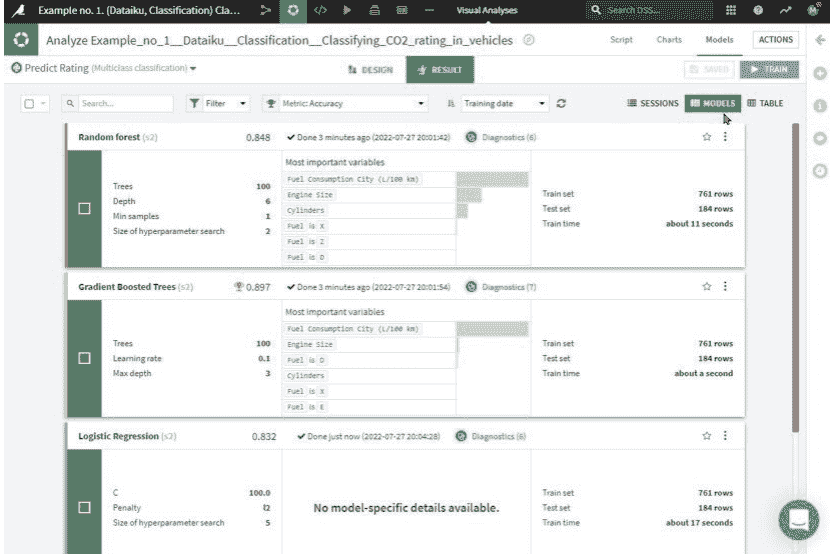 Example no. 1. (Dataiku, Classification) Cla...
Visual Analyses
Search DSS...
Analyze Example_no_1__Dataiku__Classification__Classifying_CO2_rating_in_vehicles
Script
Charts
Models
ACTIONS
Predict Rating (Multiclass classification)
DESIGN
RESULT
SAVED
TRAIN
Search...
Filter
Metric: Accuracy
Training date
SESSIONS
MODELS
TABLE
Random forest (s2)
0.848
Done 3 minutes ago (2022-07-27 20:01:42)
Diagnostics (6)
Trees 100
Depth 6
Min samples 1
Size of hyperparameter search 2
Most important variables
Fuel Consumption City (L/100 km)
Engine Size
Cylinders
Fuel is X
Fuel is Z
Fuel is D
Train set 761 rows
Test set 184 rows
Train time about 11 seconds
Gradient Boosted Trees (s2)
0.897
Done 3 minutes ago (2022-07-27 20:01:54)
Diagnostics (7)
Trees 100
Learning rate 0.1
Max depth 3
Most important variables
Fuel Consumption City (L/100 km)
Engine Size
Fuel is D
Cylinders
Fuel is X
Fuel is E
Train set 761 rows
Test set 184 rows
Train time about a second
Logistic Regression (s3)
0.832
Done just now (2022-07-27 20:04:28)
Diagnostics (6)
C 100.0
Penalty l2
Size of hyperparameter search 5
No model-specific details available.
Train set 761 rows
Test set 184 rows
Train time about 17 seconds